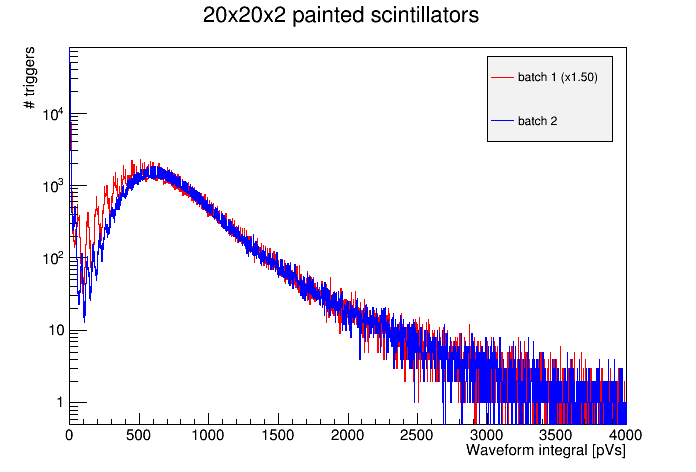 20x20x2 painted scintillators
# triggers
batch 1 (x1.50)
batch 2
10⁴
10³
10²
10
1
0 500 1000 1500 2000 2500 3000 3500 4000
Waveform integral [pVs]